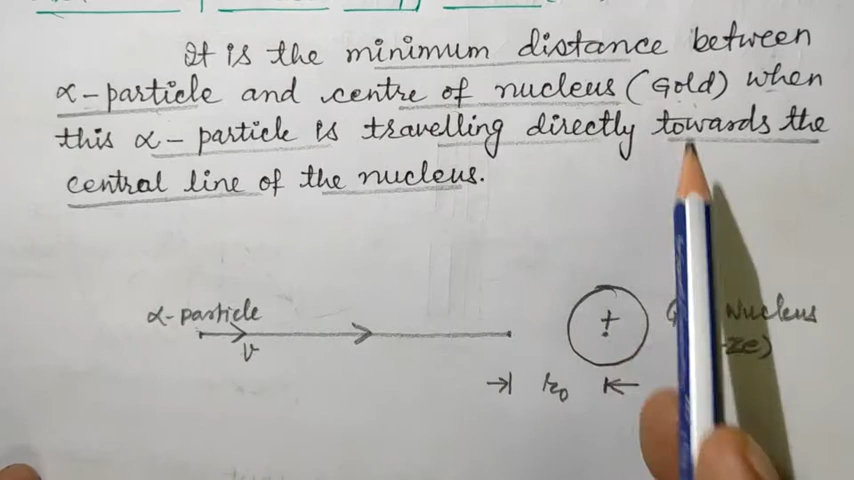 It is the minimum distance between
α-particle and centre of nucleus (Gold) when
this α-particle is travelling directly towards the
central line of the nucleus.
α-particle
v
+
Nucleus
ze)
r₀